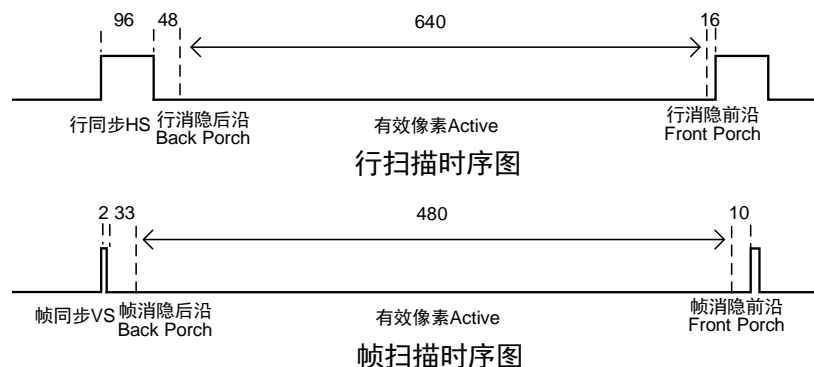 96 48 640 16
行同步HS 行消隐后沿 有效像素Active 行消隐前沿
Back Porch Front Porch
行扫描时序图
2 33 480 10
帧同步VS 帧消隐后沿 有效像素Active 帧消隐前沿
Back Porch Front Porch
帧扫描时序图